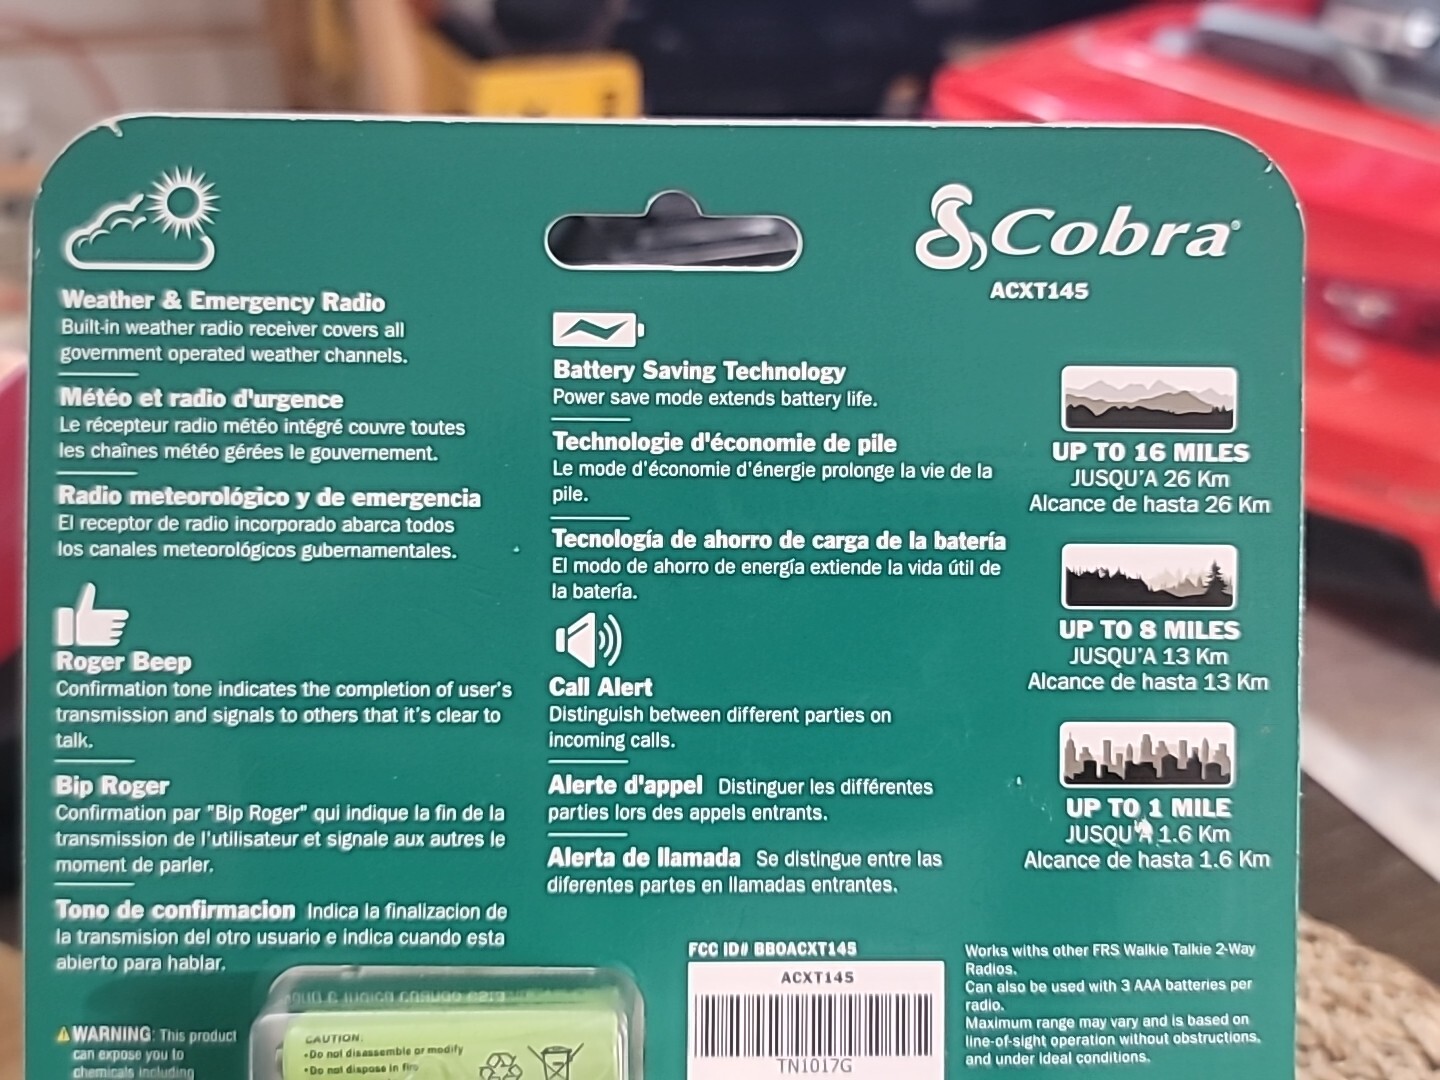 Weather & Emergency Radio
Built-in weather radio receiver covers all
government operated weather channels.
Météo et radio d'urgence
Le récepteur radio météo intégré couvre toutes
les chaînes météo gérées le gouvernement.
Radio meteorológico y de emergencia
El receptor de radio incorporado abarca todos
los canales meteorológicos gubernamentales.
Roger Beep
Confirmation tone indicates the completion of user's
transmission and signals to others that it's clear to
talk.
Bip Roger
Confirmation par "Bip Roger" qui indique la fin de la
transmission de l'utilisateur et signale aux autres le
moment de parler.
Tono de confirmacion Indica la finalizacion de
la transmision del otro usuario e indica cuando esta
abierto para hablar.
WARNING: This product
can expose you to
chemicals including
CAUTION:
•Do not disassemble or modify
•Do not dispose in fire
Battery Saving Technology
Power save mode extends battery life.
Technologie d'économie de pile
Le mode d'économie d'énergie prolonge la vie de la
pile.
Tecnología de ahorro de carga de la batería
El modo de ahorro de energía extiende la vida útil de
la batería.
Call Alert
Distinguish between different parties on
incoming calls.
Alerte d'appel Distinguer les différentes
parties lors des appels entrants.
Alerta de llamada Se distingue entre las
diferentes partes en llamadas entrantes.
FCC ID# BBOACXT145
ACXT145
TN1017G
Cobra®
ACXT145
UP TO 16 MILES
JUSQU'A 26 Km
Alcance de hasta 26 Km
UP TO 8 MILES
JUSQU'A 13 Km
Alcance de hasta 13 Km
UP TO 1 MILE
JUSQU'A 1.6 Km
Alcance de hasta 1.6 Km
Works withs other FRS Walkie Talkie 2-Way
Radios.
Can also be used with 3 AAA batteries per
radio.
Maximum range may vary and is based on
line-of-sight operation without obstructions.
and under Ideal conditions.